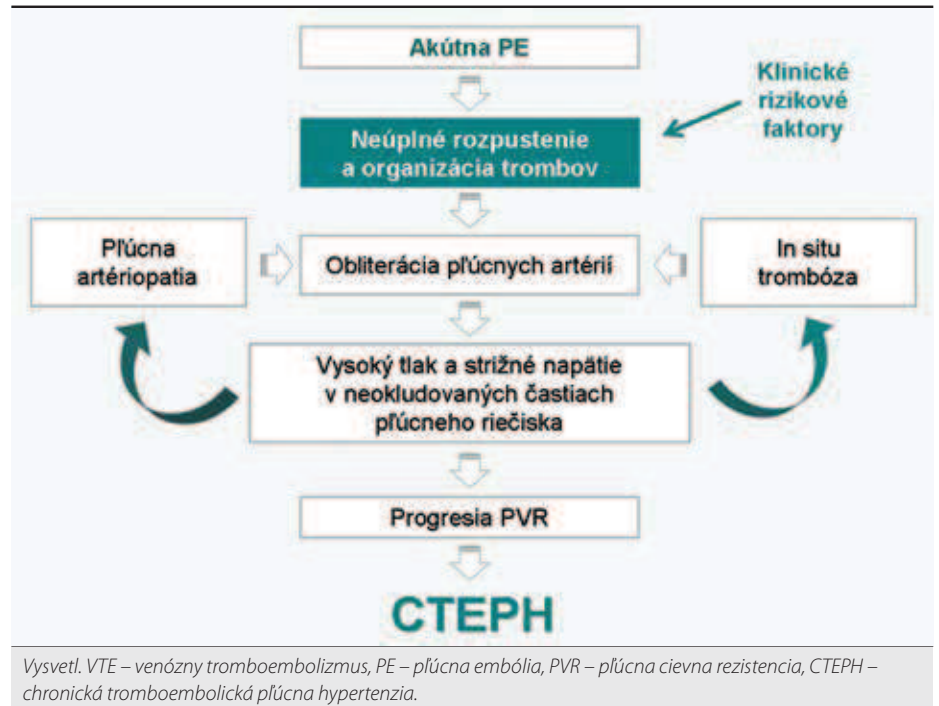 Akútna PE
Klinické
rizikové
faktory
Neúplné rozpustenie
a organizácia trombov
Pľúcna
artériopatia
Obliterácia pľúcnych artérií
In situ
trombóza
Vysoký tlak a strižné napätie
v neokludovaných častiach
pľúcneho riečiska
Progresia PVR
CTEPH
Vysvetl. VTE – venózny tromboembolizmus, PE – pľúcna embólia, PVR – pľúcna cievna rezistencia, CTEPH –
chronická tromboembolická pľúcna hypertenzia.